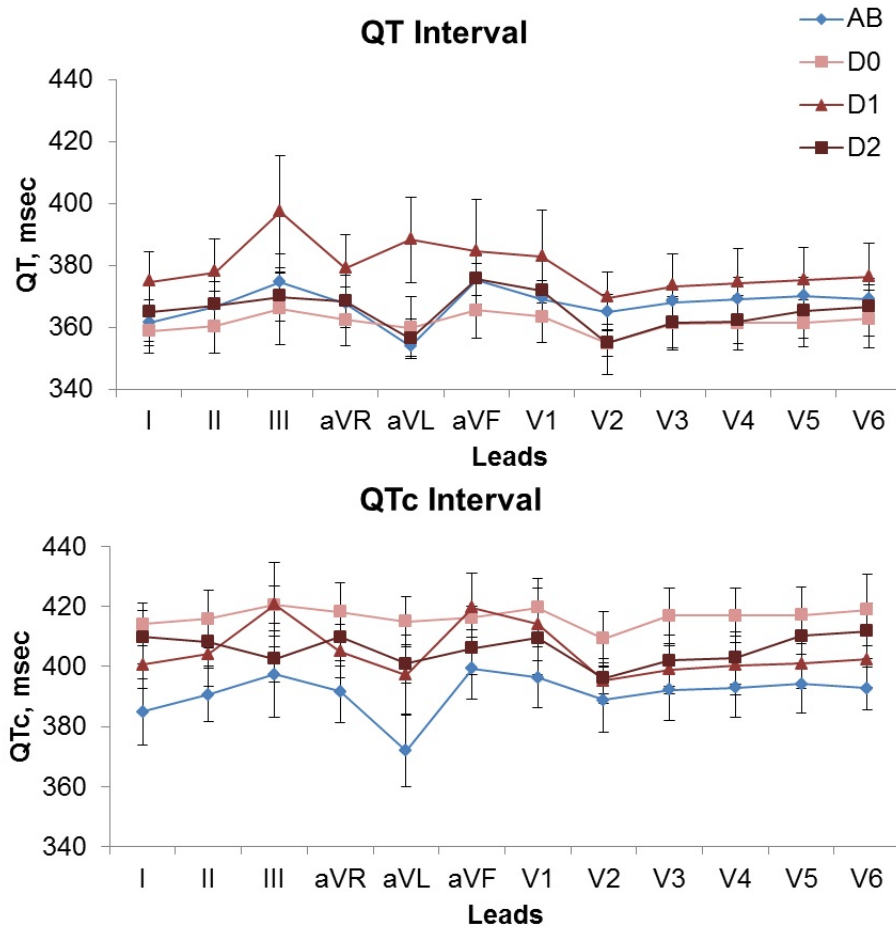 QT Interval
AB
D0
D1
D2
QT, msec
440
420
400
380
360
340
I II III aVR aVL aVF V1 V2 V3 V4 V5 V6
Leads
QTc Interval
QTc, msec
440
420
400
380
360
340
I II III aVR aVL aVF V1 V2 V3 V4 V5 V6
Leads